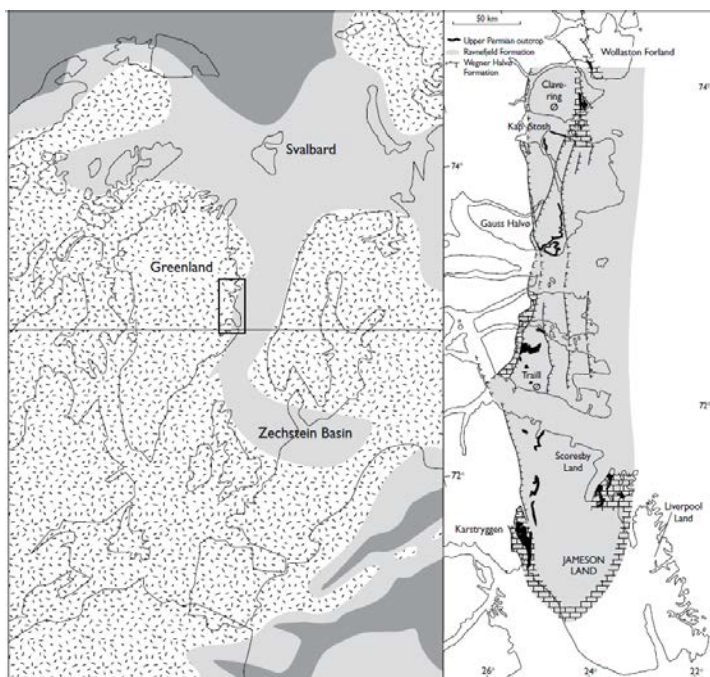 Svalbard
Greenland
Zechstein Basin
50 km
Upper Permian outcrop
Ravnefjeld Formation
Wegner Halvø
Formation
Wollaston Forland
74°
Clave-
ring
Ø
Kap Stosh
74°
Gauss Halvø
Traill
Ø
72°
Scoresby
Land
72°
Liverpool
Land
Karstryggen
JAMESON
LAND
26°
24°
22°